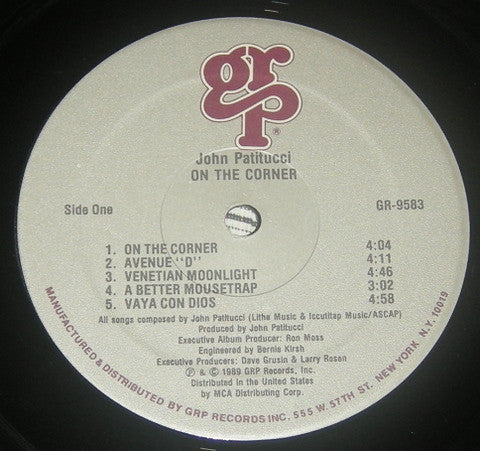 grp®
John Patitucci
ON THE CORNER
Side One GR-9583
1. ON THE CORNER 4:04
2. AVENUE "D" 4:11
3. VENETIAN MOONLIGHT 4:46
4. A BETTER MOUSETRAP 3:02
5. VAYA CON DIOS 4:58
All songs composed by John Patitucci (Lithe Music & Iccutitap Music/ASCAP)
Produced by John Patitucci
Executive Album Producer: Ron Moss
Engineered by Bernie Kirsh
Executive Producers: Dave Grusin & Larry Rosen
℗ & © 1989 GRP Records, Inc.
Distributed in the United States
by MCA Distributing Corp.
MANUFACTURED & DISTRIBUTED BY GRP RECORDS INC. 555 W. 57TH ST. NEW YORK N.Y. 10019